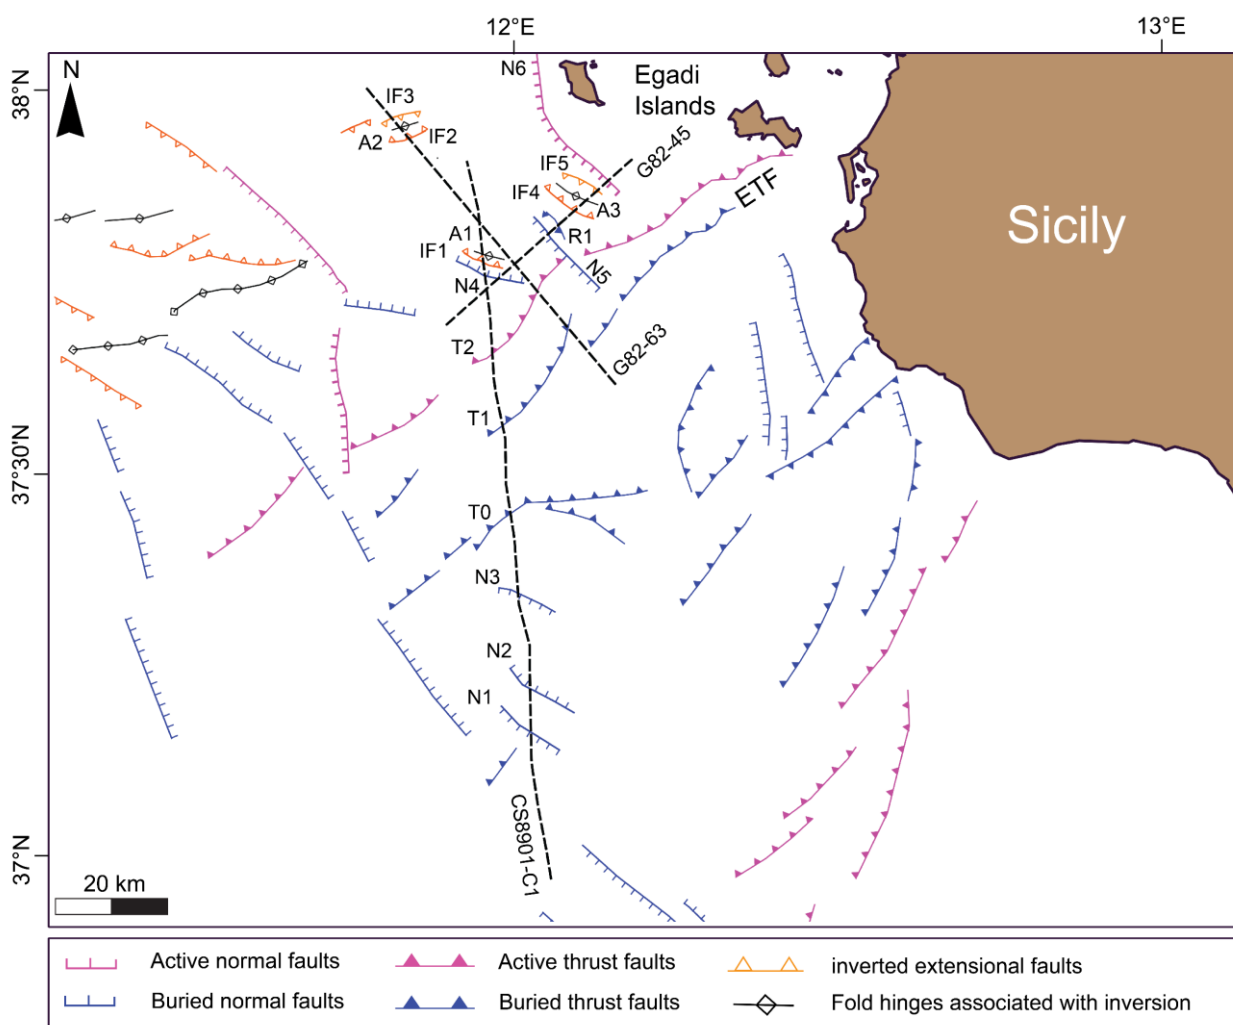 12°E
13°E
N
38°N
37°30'N
37°N
N6
Egadi
Islands
IF3
A2
IF2
G82-45
IF5
IF4
A3
ETF
Sicily
A1
R1
IF1
N5
N4
T2
G82-63
T1
T0
N3
N2
N1
CS8901-C1
20 km
Active normal faults
Active thrust faults
inverted extensional faults
Buried normal faults
Buried thrust faults
Fold hinges associated with inversion